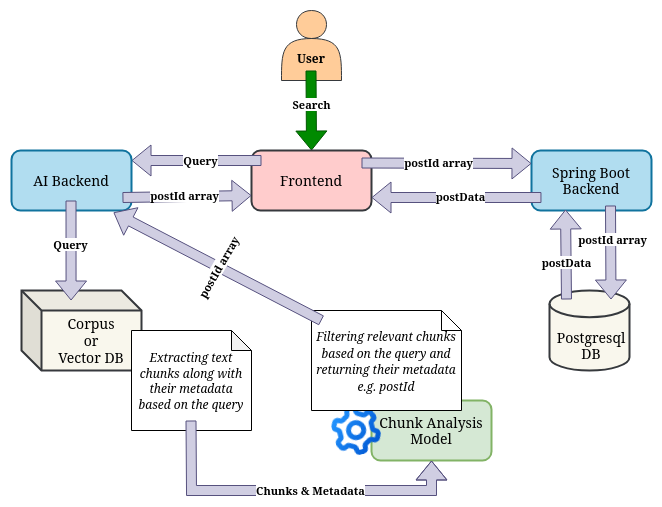 User
Search
Query
postId array
AI Backend
Frontend
Spring Boot
Backend
postId array
postData
Query
postId array
postId array
postData
Corpus
or
Vector DB
Extracting text
chunks along with
their metadata
based on the query
Filtering relevant chunks
based on the query and
returning their metadata
e.g. postId
Postgresql
DB
Chunk Analysis
Model
Chunks & Metadata